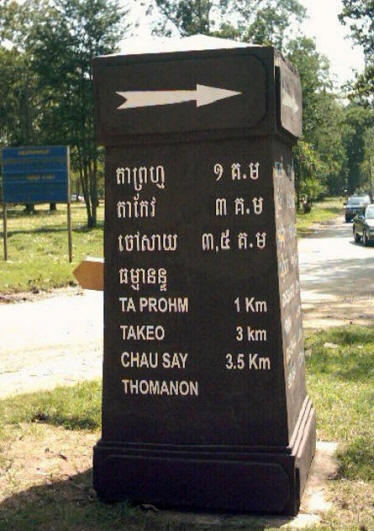 តាព្រហ្ម ១ គ.ម
តាកែវ ៣ គ.ម
ចៅសាយ ៣,៥ គ.ម
ធម្មានន្ទ
TA PROHM 1 Km
TAKEO 3 km
CHAU SAY 3.5 Km
THOMANON